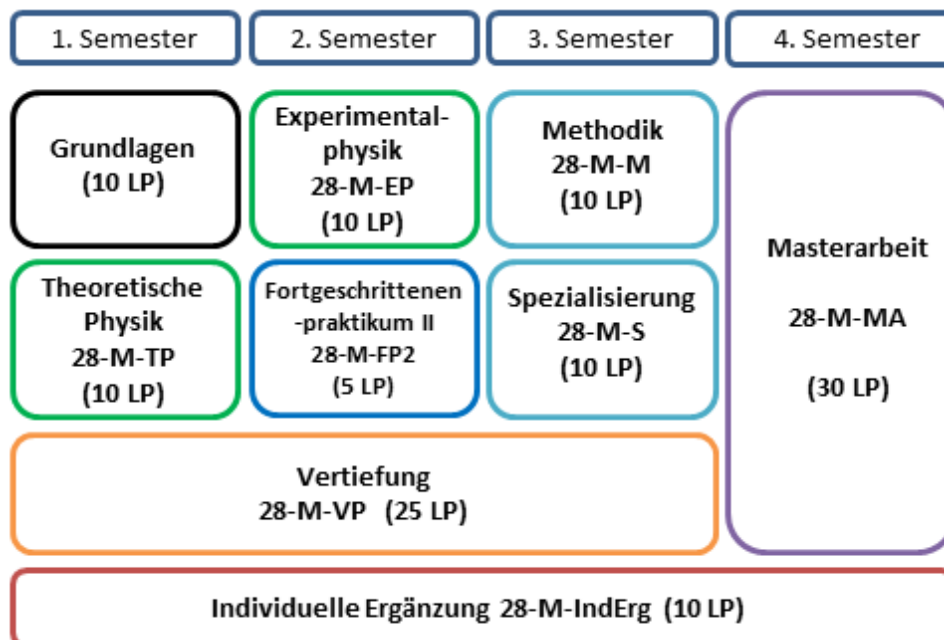 1. Semester
2. Semester
3. Semester
4. Semester
Grundlagen
(10 LP)
Experimental-
physik
28-M-EP
(10 LP)
Methodik
28-M-M
(10 LP)
Masterarbeit
28-M-MA
(30 LP)
Theoretische
Physik
28-M-TP
(10 LP)
Fortgeschrittenen
-praktikum II
28-M-FP2
(5 LP)
Spezialisierung
28-M-S
(10 LP)
Vertiefung
28-M-VP (25 LP)
Individuelle Ergänzung 28-M-IndErg (10 LP)